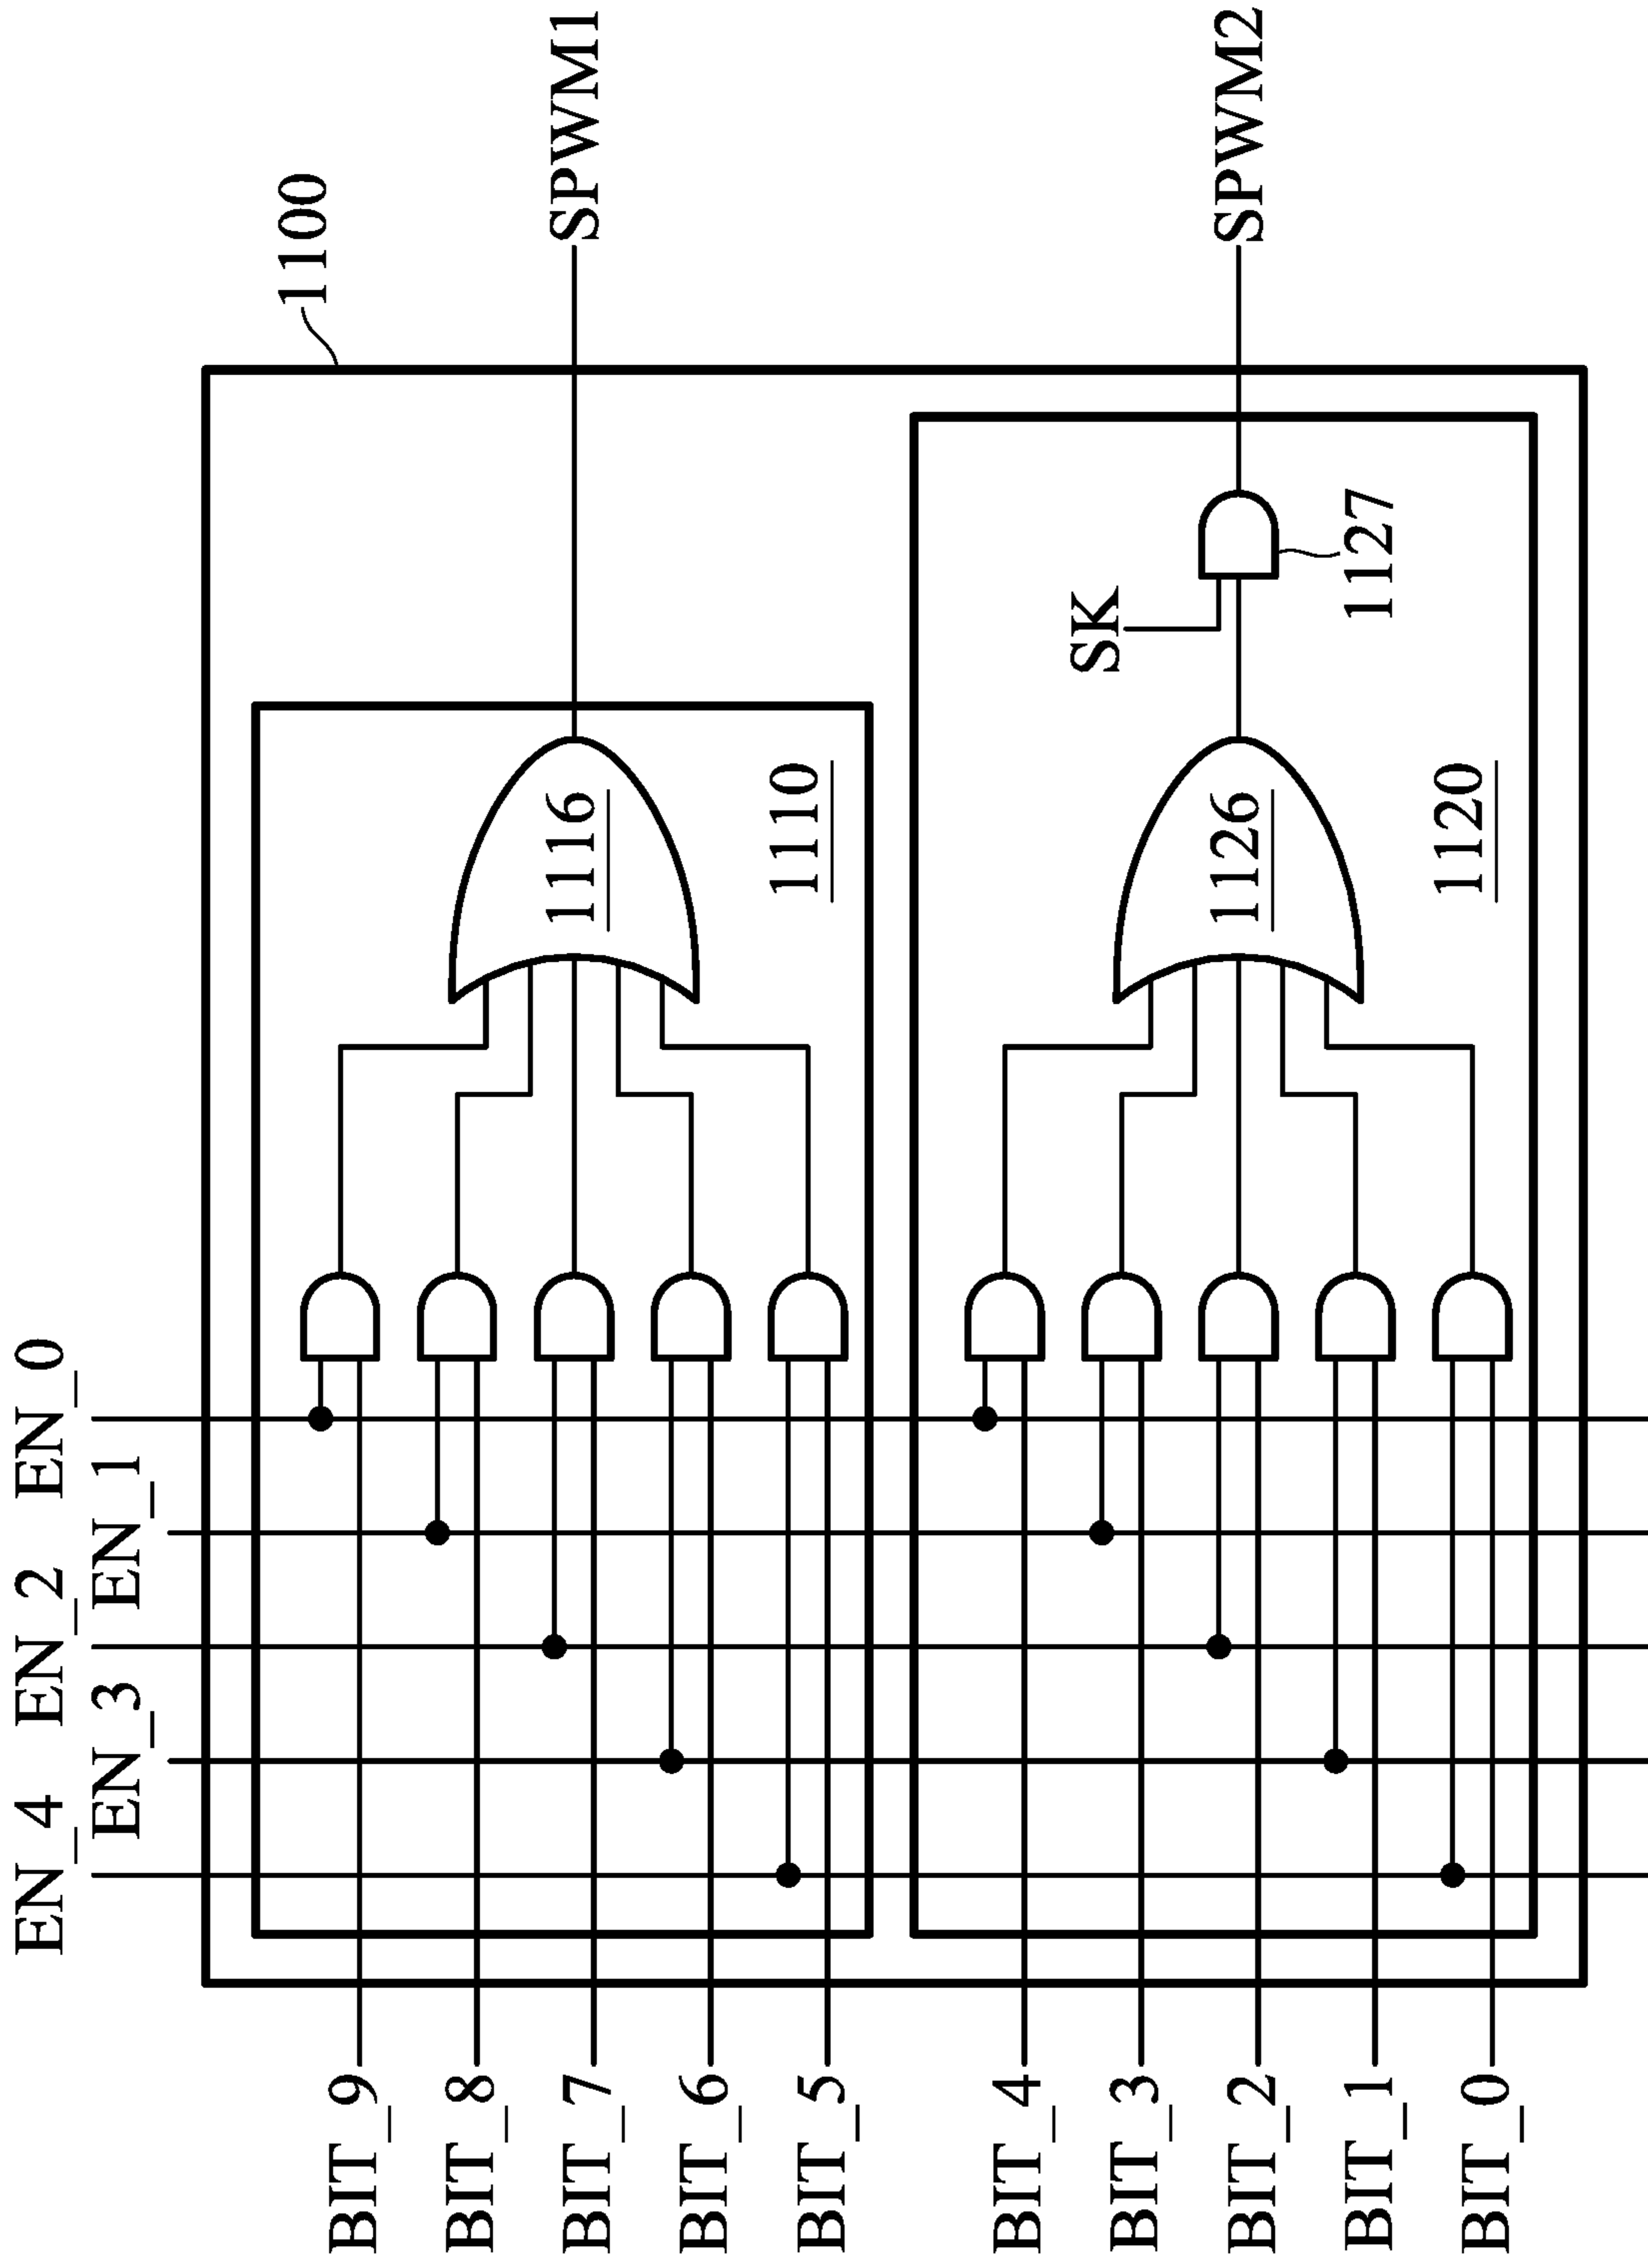 EN_4
EN_3
EN_2
EN_1
EN_0
1100
BIT_9
BIT_8
BIT_7
BIT_6
BIT_5
1116
1110
SPWM1
BIT_4
BIT_3
BIT_2
BIT_1
BIT_0
1126
1120
SK
1127
SPWM2